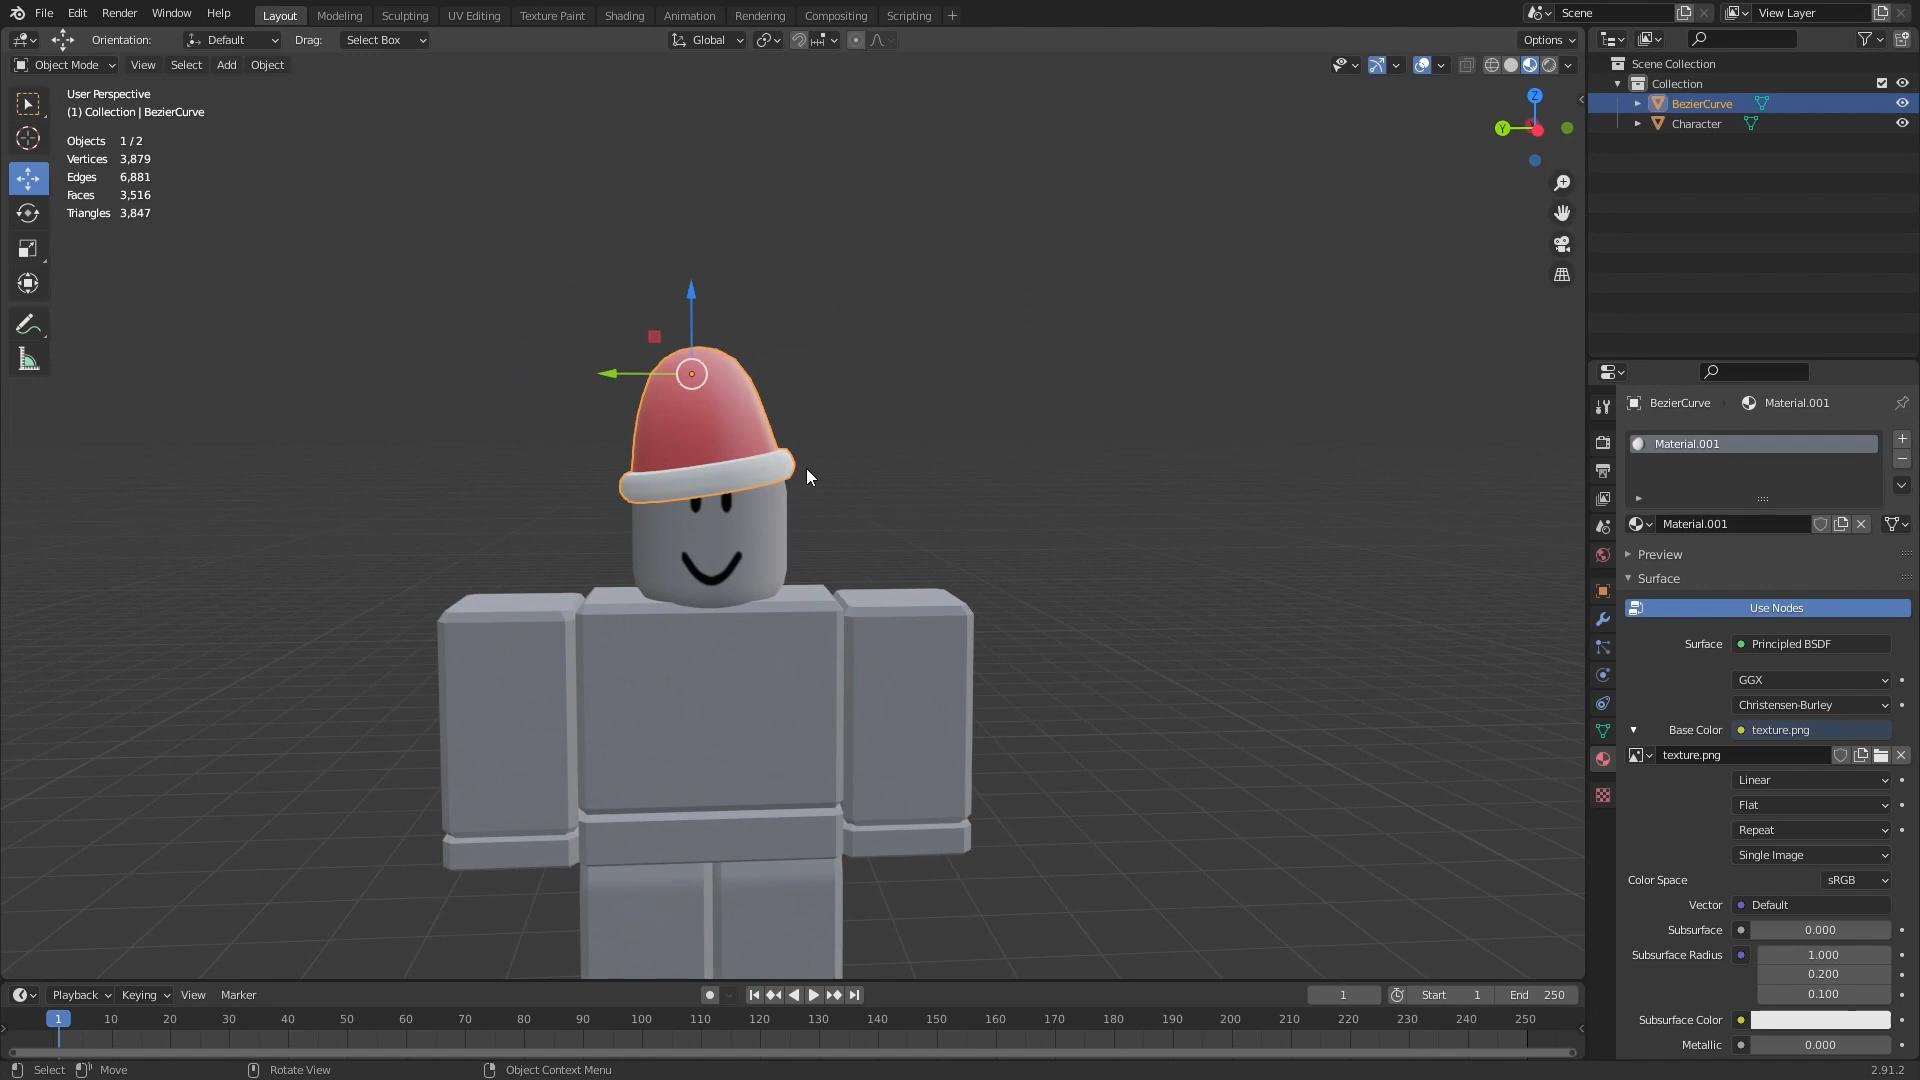 File Edit Render Window Help Layout Modeling Sculpting UV Editing Texture Paint Shading Animation Rendering Compositing Scripting + Scene View Layer
Orientation: Default Drag: Select Box Global Options
Object Mode View Select Add Object
User Perspective
(1) Collection | BezierCurve
Objects 1 / 2
Vertices 3,879
Edges 6,881
Faces 3,516
Triangles 3,847
Z
Y
Scene Collection
Collection
BezierCurve
Character
BezierCurve Material.001
Material.001
Material.001
Preview
Surface
Use Nodes
Surface Principled BSDF
GGX
Christensen-Burley
Base Color texture.png
texture.png
Linear
Flat
Repeat
Single Image
Color Space sRGB
Vector Default
Subsurface 0.000
Subsurface Radius 1.000
0.200
0.100
Subsurface Color
Metallic 0.000
Playback Keying View Marker 1 Start 1 End 250
1 10 20 30 40 50 60 70 80 90 100 110 120 130 140 150 160 170 180 190 200 210 220 230 240 250
Select Move Rotate View Object Context Menu 2.91.2